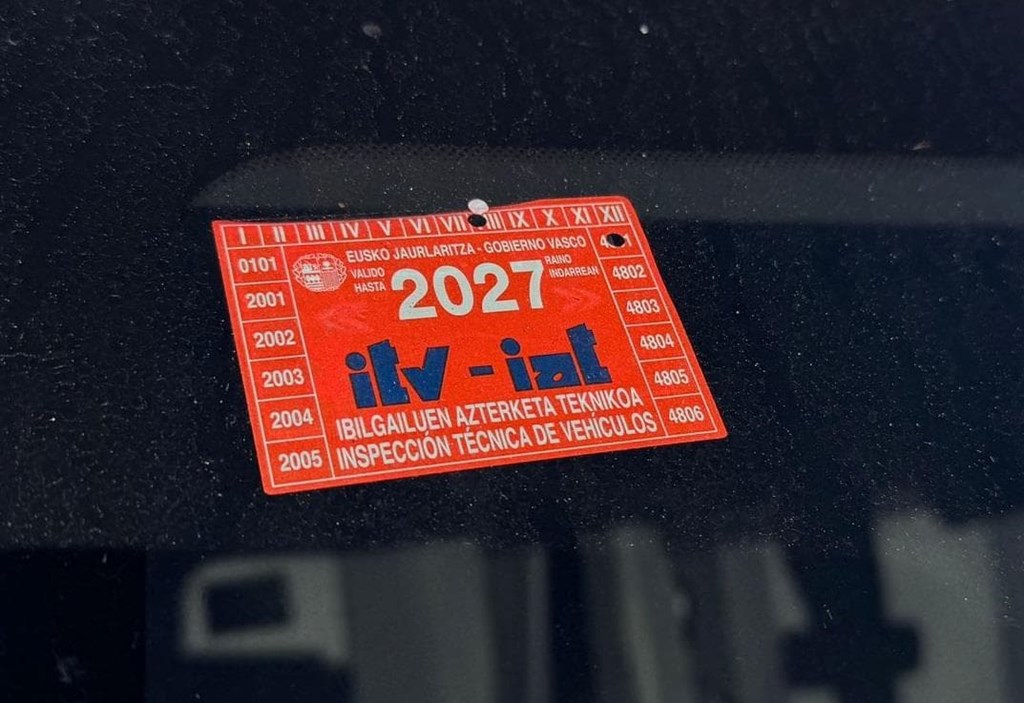 I II III IV V VI VII III IX X XI XII
EUSKO JAURLARITZA - GOBIERNO VASCO
VALIDO HASTA
2027
RAINO INDARREAN
itv - iat
IBILGAILUEN AZTERKETA TEKNIKOA
INSPECCIÓN TÉCNICA DE VEHÍCULOS
0101
2001
2002
2003
2004
2005
4802
4803
4804
4805
4806